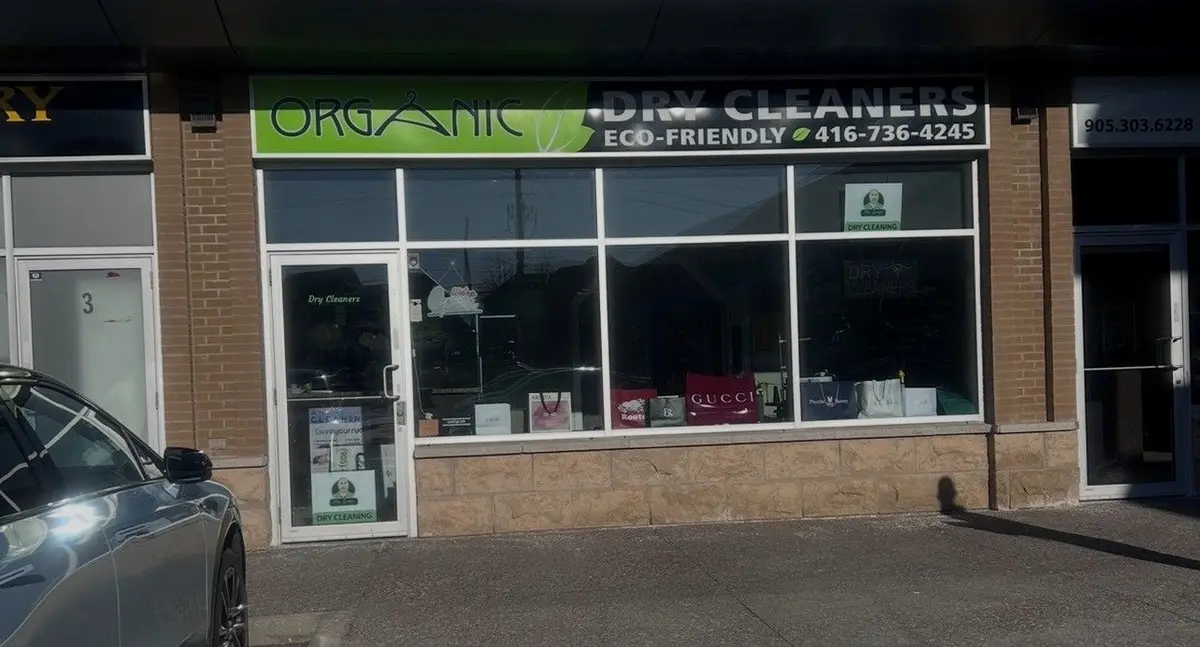 RY
ORGANIC
DRY CLEANERS
ECO-FRIENDLY 416-736-4245
905.303.6228
DRY CLEANING
DRY
CLEANERS
3
Dry Cleaners
GUCCI
Roots
DRY CLEANING